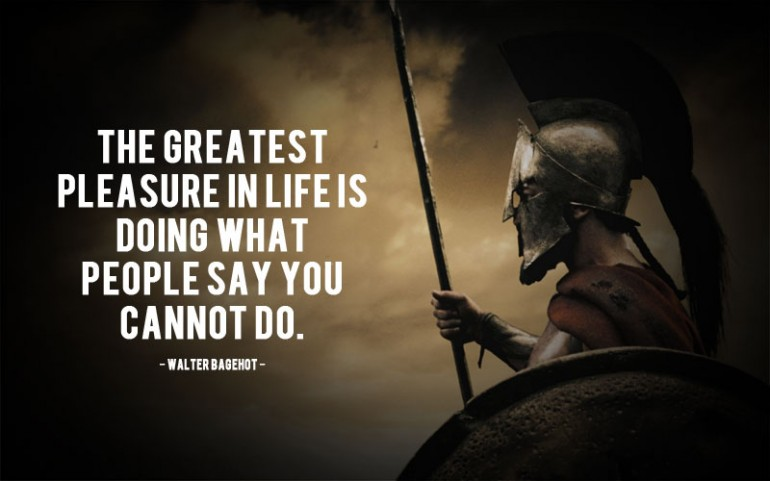 THE GREATEST
PLEASURE IN LIFE IS
DOING WHAT
PEOPLE SAY YOU
CANNOT DO.
- WALTER BAGEHOT -